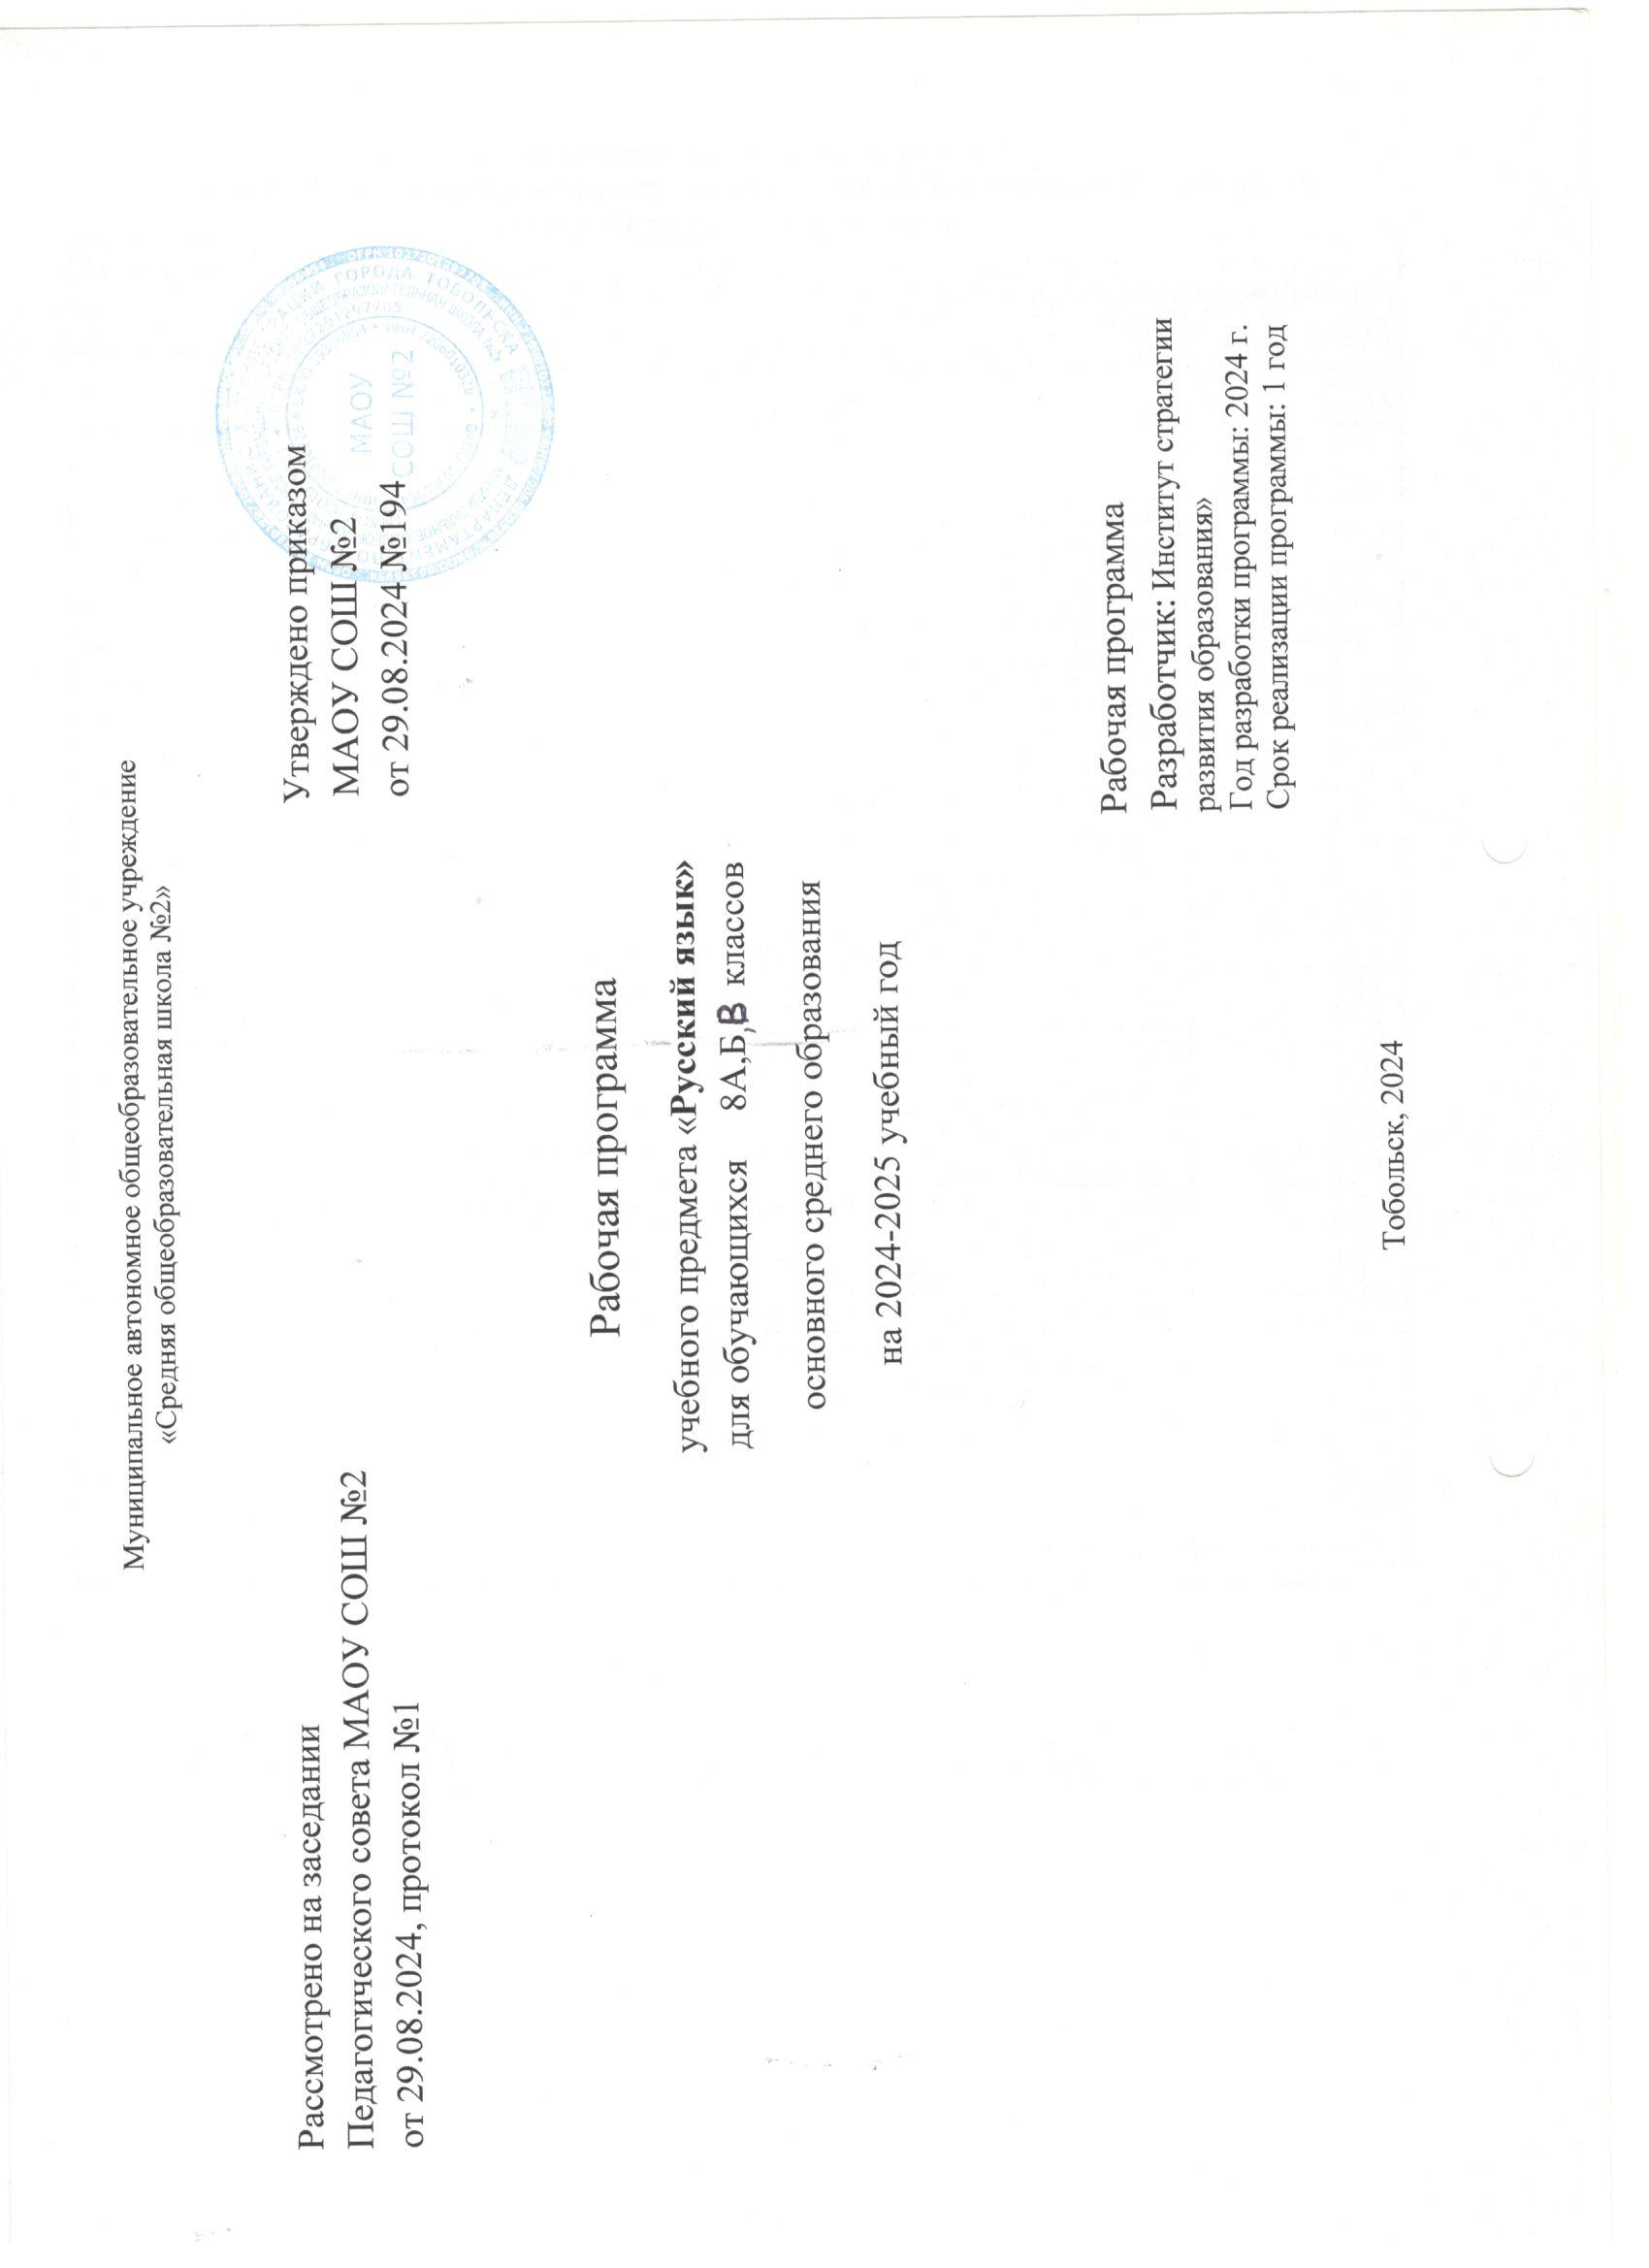 Муниципальное автономное общеобразовательное учреждение
«Средняя общеобразовательная школа №2»
Рассмотрено на заседании
Педагогического совета МАОУ СОШ №2
от 29.08.2024, протокол №1
Утверждено приказом
МАОУ СОШ №2
от 29.08.2024 №194
МАОУ
СОШ №2
Рабочая программа
учебного предмета «Русский язык»
для обучающихся 8А,Б,В классов
основного среднего образования
на 2024-2025 учебный год
Рабочая программа
Разработчик: Институт стратегии
развития образования»
Год разработки программы: 2024 г.
Срок реализации программы: 1 год
Тобольск, 2024